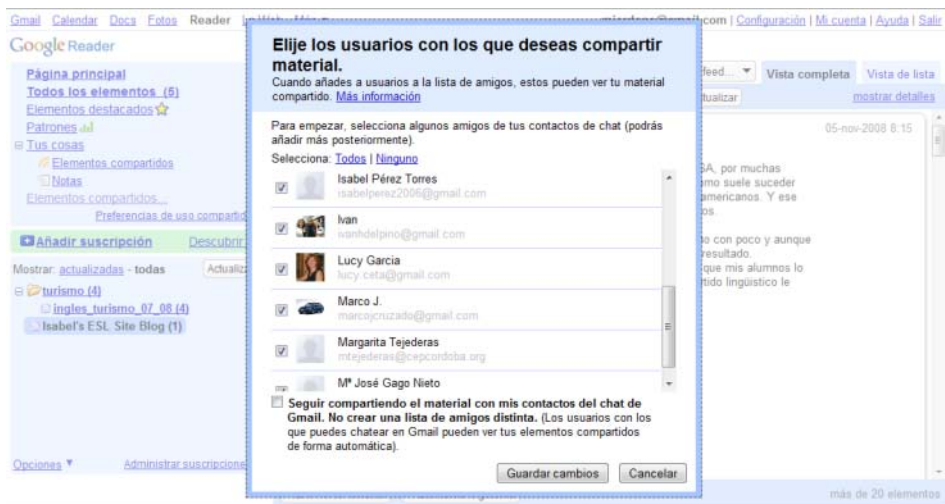 Gmail Calendar Docs Fotos Reader
.com | Configuración | Mi cuenta | Ayuda | Salir
Google Reader
Página principal
Todos los elementos (5)
Elementos destacados
Patrones
Tus cosas
Elementos compartidos
Notas
Elementos compartidos...
Preferencias de uso compartid
Añadir suscripción Descubrir
Mostrar: actualizadas - todas Actualiz
turismo (4)
ingles_turismo_07_08 (4)
Isabel's ESL Site Blog (1)
Opciones Administrar suscripcione
Elije los usuarios con los que deseas compartir
material.
Cuando añades a usuarios a la lista de amigos, estos pueden ver tu material
compartido. Más información
Para empezar, selecciona algunos amigos de tus contactos de chat (podrás
añadir más posteriormente).
Selecciona: Todos | Ninguno
Isabel Pérez Torres
isabelperez2006@gmail.com
Ivan
ivanhdelpino@gmail.com
Lucy Garcia
lucy.ceta@gmail.com
Marco J.
marcojcruzado@gmail.com
Margarita Tejederas
mtejederas@cepcordoba.org
Mª José Gago Nieto
Seguir compartiendo el material con mis contactos del chat de
Gmail. No crear una lista de amigos distinta. (Los usuarios con los
que puedes chatear en Gmail pueden ver tus elementos compartidos
de forma automática).
Guardar cambios Cancelar
feed... Vista completa Vista de lista
tualizar mostrar detalles
05-nov-2008 8:15
SA, por muchas
mo suele suceder
americanos. Y ese
os.
o con poco y aunque
resultado.
que mis alumnos lo
tido lingüistico le
más de 20 elementos